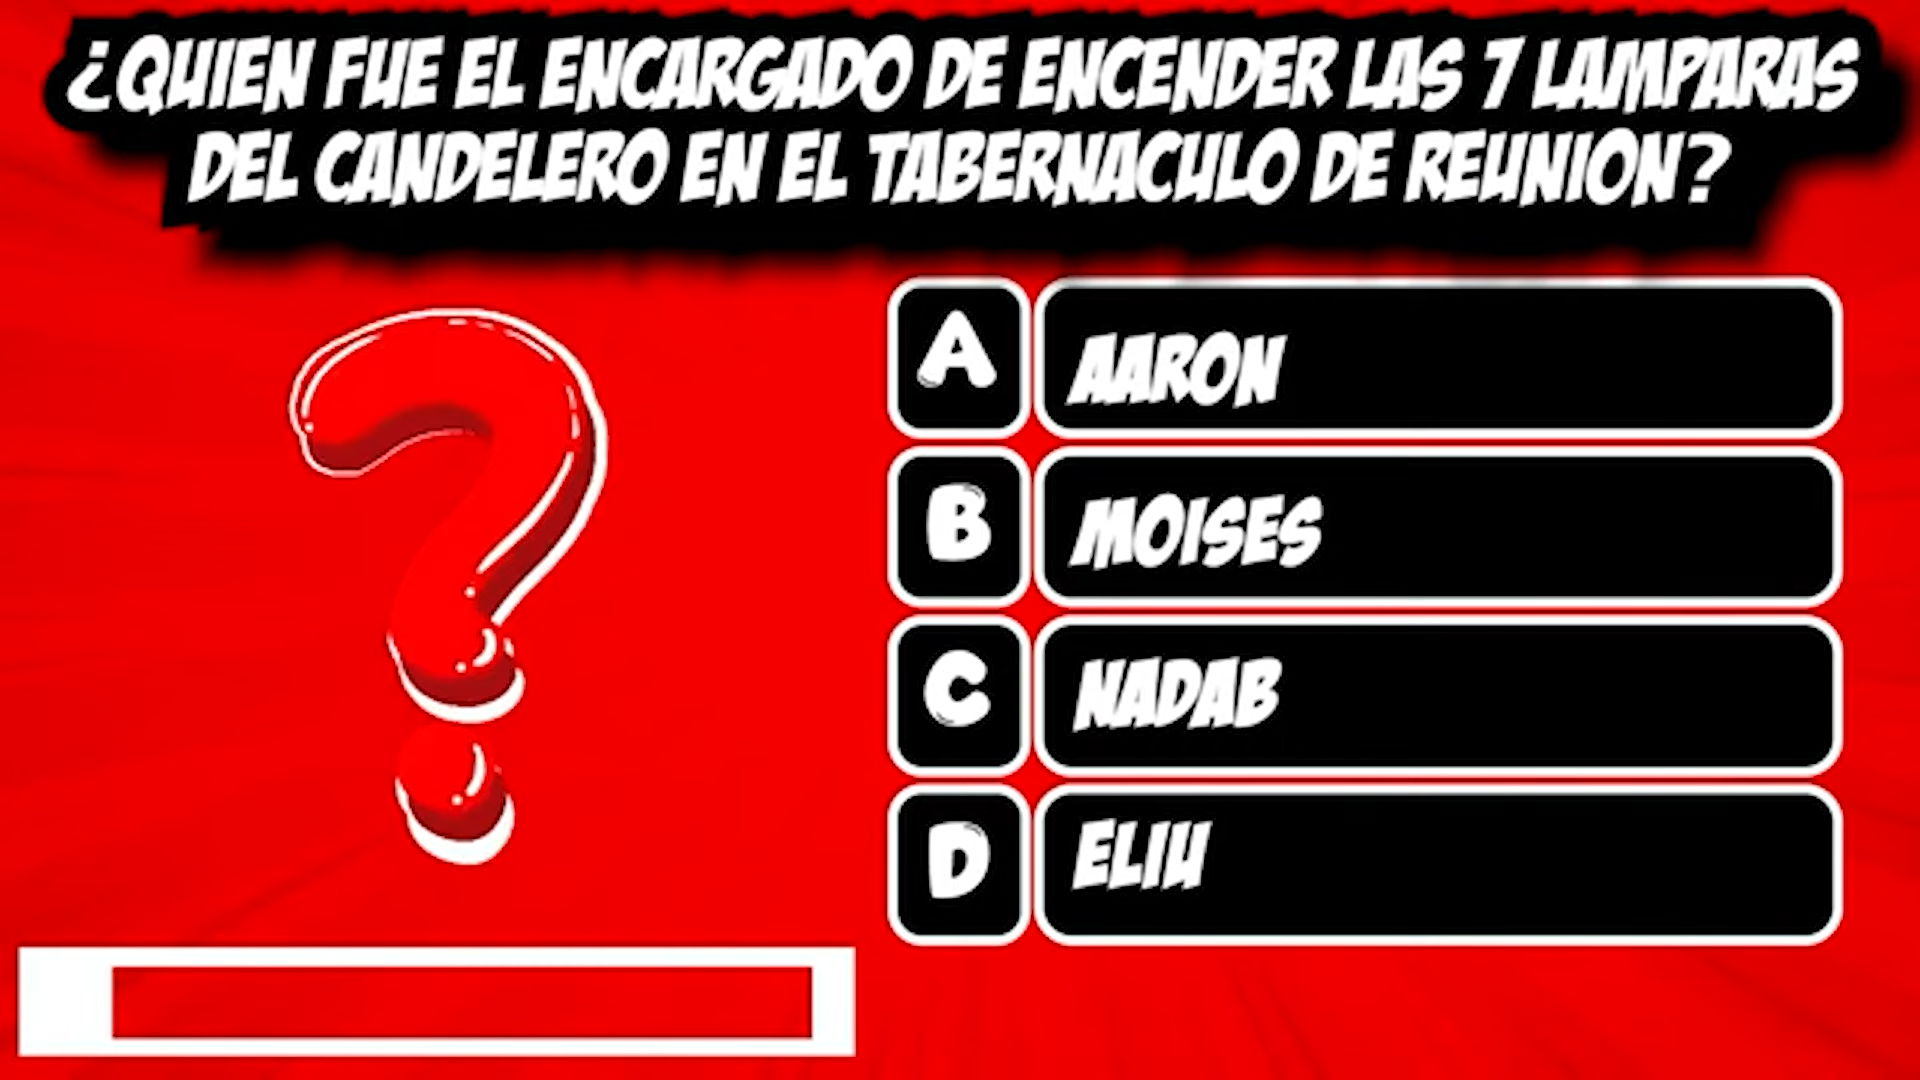 ¿QUIEN FUE EL ENCARGADO DE ENCENDER LAS 7 LAMPARAS
DEL CANDELERO EN EL TABERNACULO DE REUNION?
A AARON
B MOISES
C NADAB
D ELIU